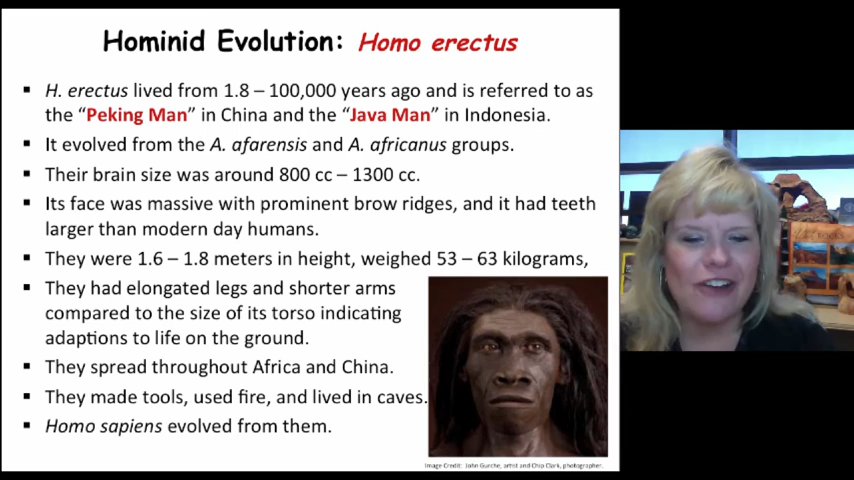 Hominid Evolution: Homo erectus
▪ H. erectus lived from 1.8 – 100,000 years ago and is referred to as
the “Peking Man” in China and the “Java Man” in Indonesia.
▪ It evolved from the A. afarensis and A. africanus groups.
▪ Their brain size was around 800 cc – 1300 cc.
▪ Its face was massive with prominent brow ridges, and it had teeth
larger than modern day humans.
▪ They were 1.6 – 1.8 meters in height, weighed 53 – 63 kilograms,
▪ They had elongated legs and shorter arms
compared to the size of its torso indicating
adaptions to life on the ground.
▪ They spread throughout Africa and China.
▪ They made tools, used fire, and lived in caves.
▪ Homo sapiens evolved from them.
Image Credit: John Gurche, artist and Chip Clark, photographer.